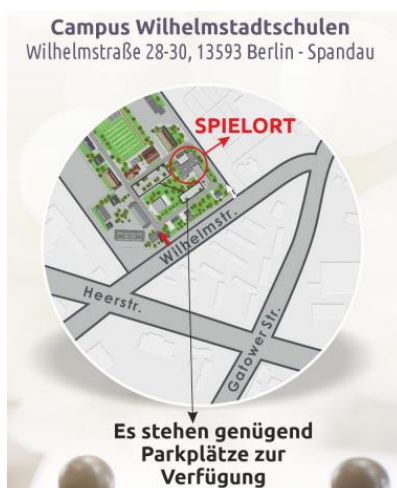 Campus Wilhelmstadtschulen
Wilhelmstraße 28-30, 13593 Berlin - Spandau
SPIELORT
Wilhelmstr.
Heerstr.
Gatower Str.
Es stehen genügend
Parkplätze zur
Verfügung